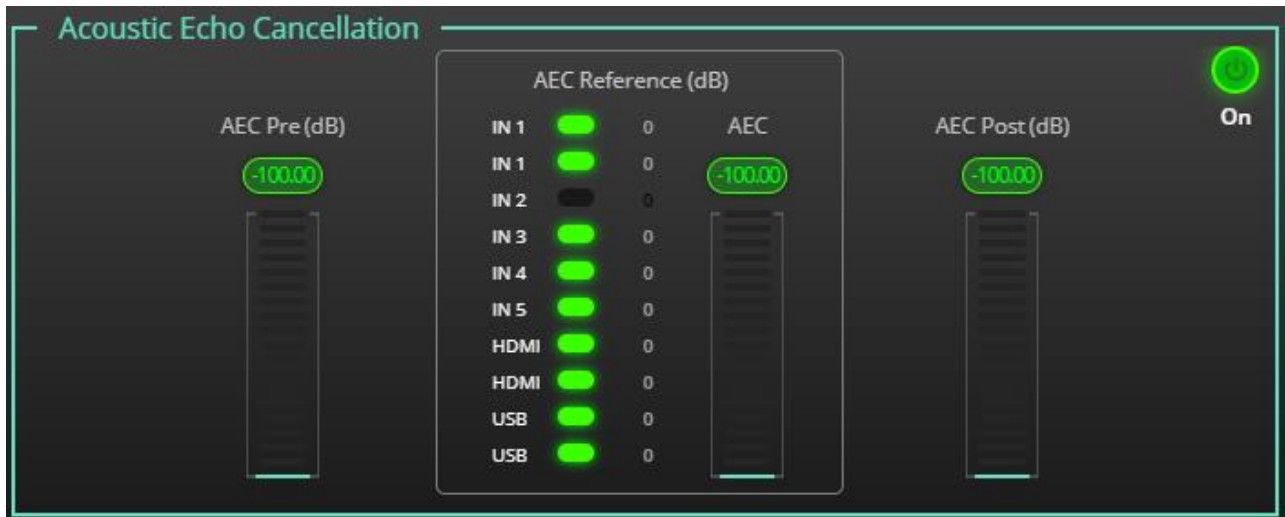 Acoustic Echo Cancellation
AEC Reference (dB)
On
AEC Pre (dB)
AEC
AEC Post (dB)
-100.00
-100.00
-100.00
IN 1 0
IN 1 0
IN 2 0
IN 3 0
IN 4 0
IN 5 0
HDMI 0
HDMI 0
USB 0
USB 0